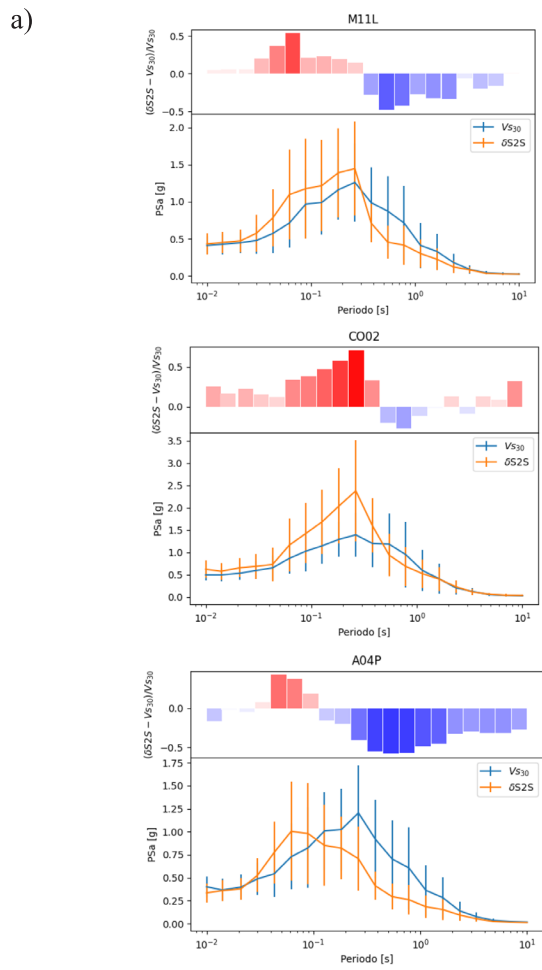 a)
M11L
(δS2S − Vs30)/Vs30
0.5
0.0
−0.5
Vs30
δS2S
PSa [g]
2.0
1.5
1.0
0.5
0.0
10−2
10−1
100
101
Periodo [s]
CO02
(δS2S − Vs30)/Vs30
0.5
0.0
Vs30
δS2S
PSa [g]
3.5
3.0
2.5
2.0
1.5
1.0
0.5
0.0
10−2
10−1
100
101
Periodo [s]
A04P
(δS2S − Vs30)/Vs30
0.0
−0.5
Vs30
δS2S
PSa [g]
1.75
1.50
1.25
1.00
0.75
0.50
0.25
0.00
10−2
10−1
100
101
Periodo [s]